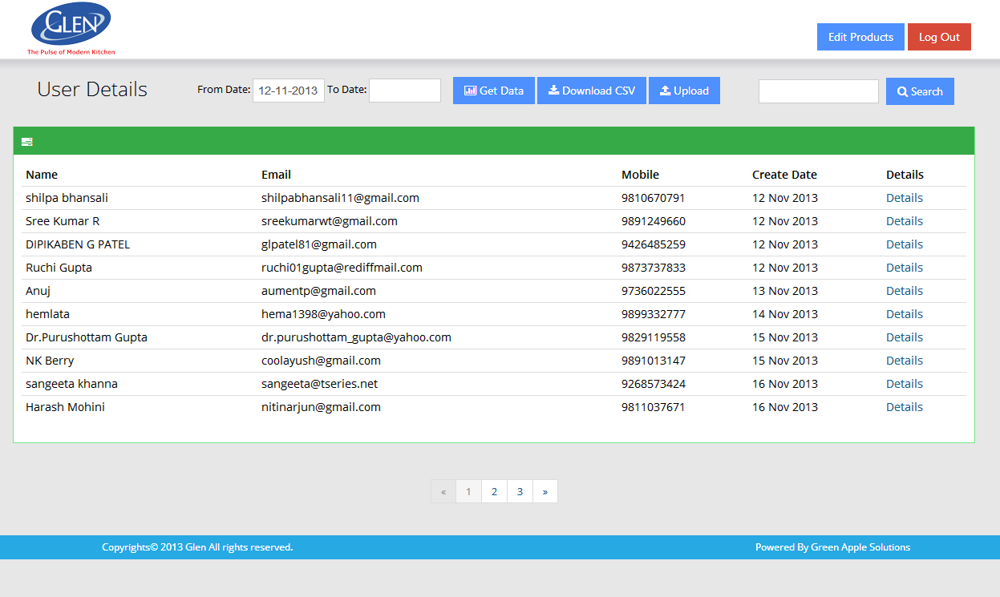 GLEN
The Pulse of Modern Kitchen
Edit Products Log Out
User Details From Date: 12-11-2013 To Date: Get Data Download CSV Upload Search
Name Email Mobile Create Date Details
shilpa bhansali shilpabhansali11@gmail.com 9810670791 12 Nov 2013 Details
Sree Kumar R sreekumarwt@gmail.com 9891249660 12 Nov 2013 Details
DIPIKABEN G PATEL glpatel81@gmail.com 9426485259 12 Nov 2013 Details
Ruchi Gupta ruchi01gupta@rediffmail.com 9873737833 12 Nov 2013 Details
Anuj aumentp@gmail.com 9736022555 13 Nov 2013 Details
hemlata hema1398@yahoo.com 9899332777 14 Nov 2013 Details
Dr.Purushottam Gupta dr.purushottam_gupta@yahoo.com 9829119558 15 Nov 2013 Details
NK Berry coolayush@gmail.com 9891013147 15 Nov 2013 Details
sangeeta khanna sangeeta@tseries.net 9268573424 16 Nov 2013 Details
Harash Mohini nitinarjun@gmail.com 9811037671 16 Nov 2013 Details
« 1 2 3 »
Copyrights© 2013 Glen All rights reserved. Powered By Green Apple Solutions